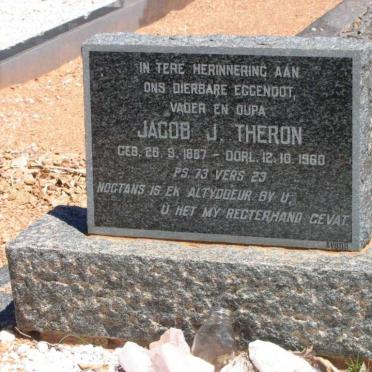 IN TERE HERINNERING AAN
ONS DIERBARE EGGENOOT,
VADER EN OUPA
JACOB J. THERON
GEB. 26. 9. 1887 - OORL. 12. 10. 1960
PS. 73 VERS 23
NOGTANS IS EK ALTYDDEUR BY U;
U HET MY REGTERHAND GEVAT.